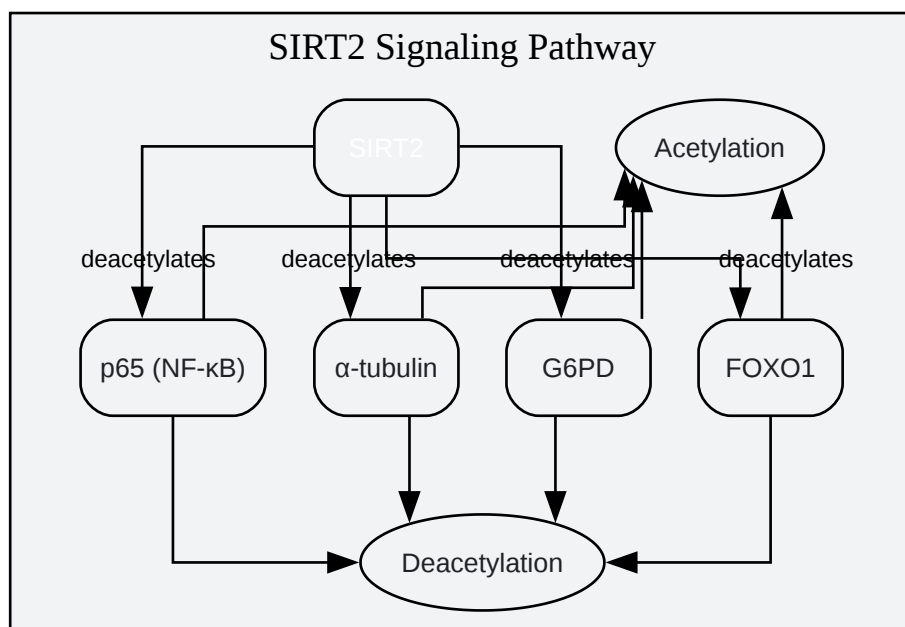 SIRT2 Signaling Pathway
SIRT2
Acetylation
deacetylates
deacetylates
deacetylates
deacetylates
p65 (NF-κB)
α-tubulin
G6PD
FOXO1
Deacetylation